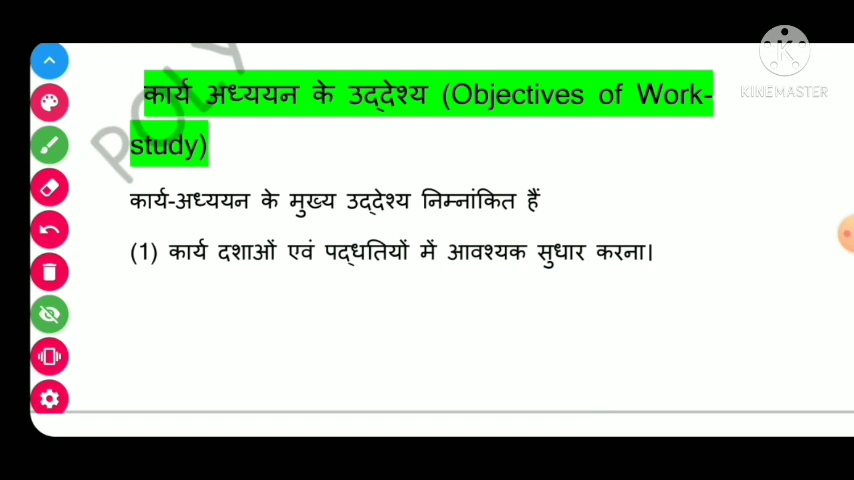 POLY
KINEMASTER
कार्य अध्ययन के उद्देश्य (Objectives of Work-
study)
कार्य-अध्ययन के मुख्य उद्देश्य निम्नांकित हैं
(1) कार्य दशाओं एवं पद्धतियों में आवश्यक सुधार करना।